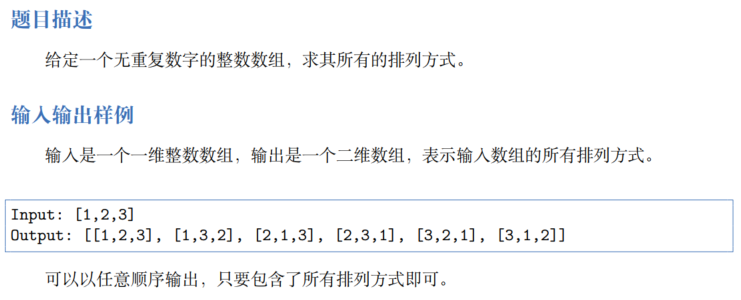 题目描述
给定一个无重复数字的整数数组，求其所有的排列方式。
输入输出样例
输入是一个一维整数数组，输出是一个二维数组，表示输入数组的所有排列方式。
Input: [1,2,3]
Output: [[1,2,3], [1,3,2], [2,1,3], [2,3,1], [3,2,1], [3,1,2]]
可以以任意顺序输出，只要包含了所有排列方式即可。